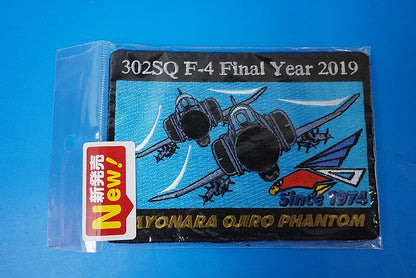 302SQ F-4 Final Year 2019
新発売
New!
Since 1974
AYONARA OJIRO PHANTOM